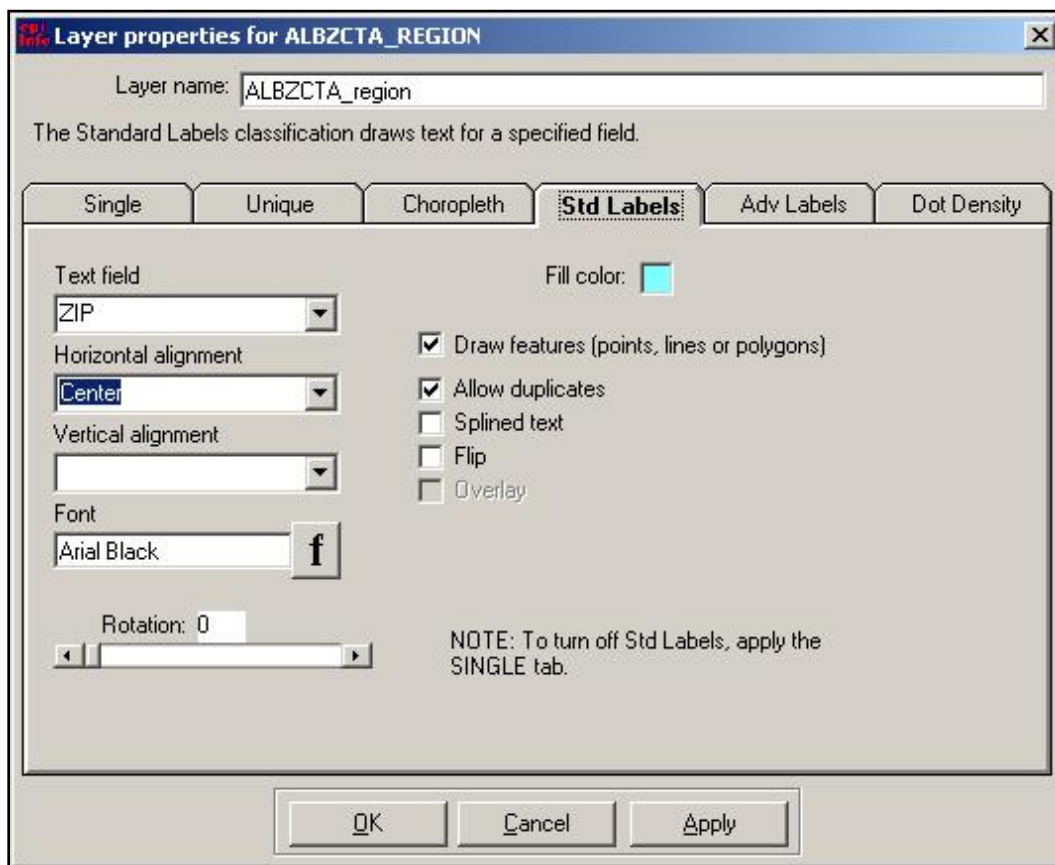 Epi
Info
Layer properties for ALBZCTA_REGION
Layer name: ALBZCTA_region
The Standard Labels classification draws text for a specified field.
Single Unique Choropleth Std Labels Adv Labels Dot Density
Text field
ZIP
Horizontal alignment
Center
Vertical alignment
Font
Arial Black f
Rotation: 0
Fill color:
Draw features (points, lines or polygons)
Allow duplicates
Splined text
Flip
Overlay
NOTE: To turn off Std Labels, apply the
SINGLE tab.
OK Cancel Apply